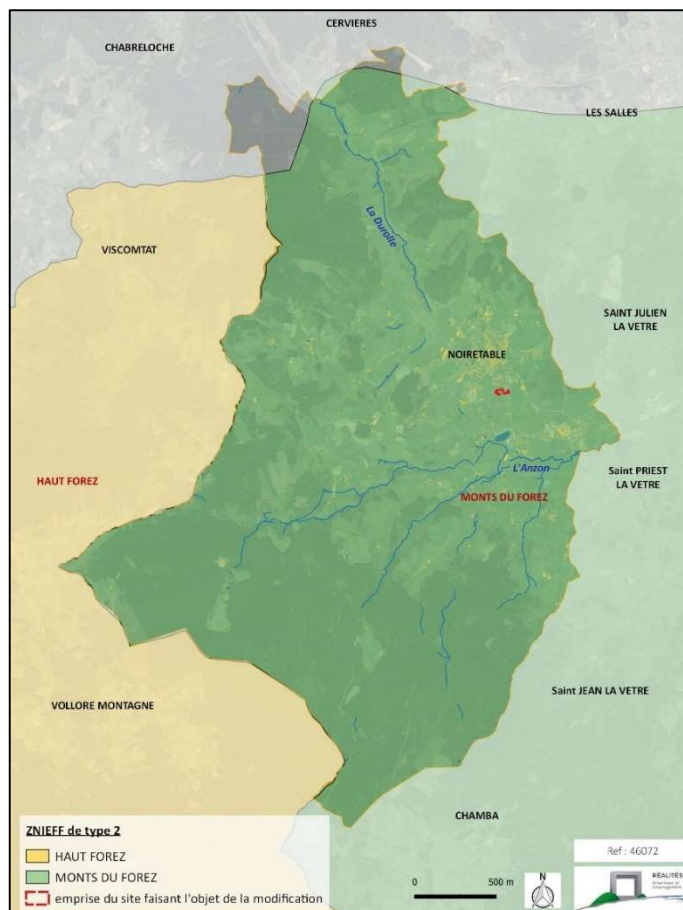 CERVIERES
CHABRELOCHE
LES SALLES
VISCOMTAT
La Durolle
SAINT JULIEN
LA VETRE
NOIRETABLE
HAUT FOREZ
L'Anzon
Saint PRIEST
LA VETRE
MONTS DU FOREZ
Saint JEAN LA VETRE
VOLLORE MONTAGNE
CHAMBA
ZNIEFF de type 2
HAUT FOREZ
MONTS DU FOREZ
emprise du site faisant l'objet de la modification
0 500 m
N
Ref : 46072
RÉALITÉS